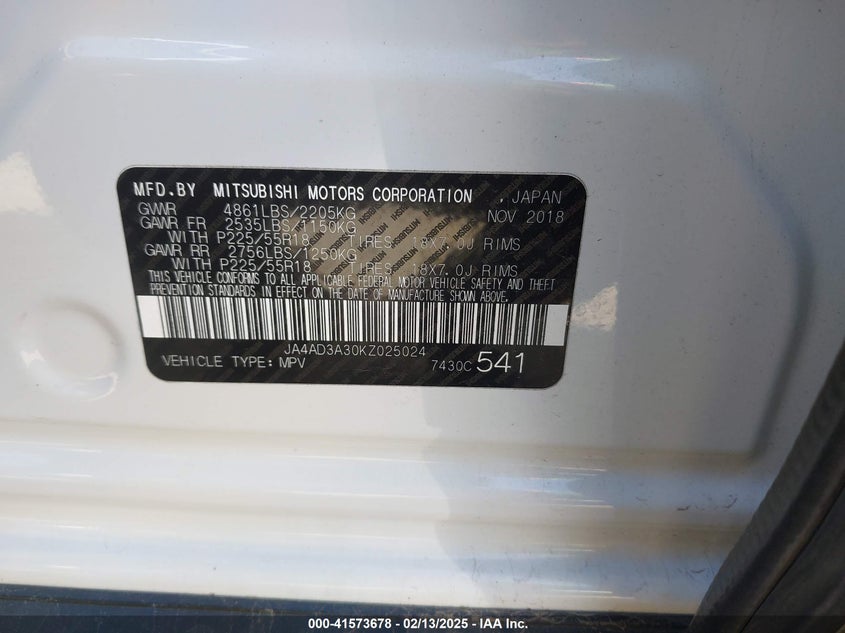 MFD.BY MITSUBISHI MOTORS CORPORATION , JAPAN
GVWR 4861LBS/2205KG NOV 2018
GAWR FR 2535LBS/1150KG
WITH P225/55R18 TIRES, 18X7.0J RIMS
GAWR RR 2756LBS/1250KG
WITH P225/55R18 TIRES, 18X7.0J RIMS
THIS VEHICLE CONFORMS TO ALL APPLICABLE FEDERAL MOTOR VEHICLE SAFETY AND THEFT
PREVENTION STANDARDS IN EFFECT ON THE DATE OF MANUFACTURE SHOWN ABOVE.
JA4AD3A30KZ025024
VEHICLE TYPE: MPV 7430C 541
000-41573678 - 02/13/2025 - IAA Inc.